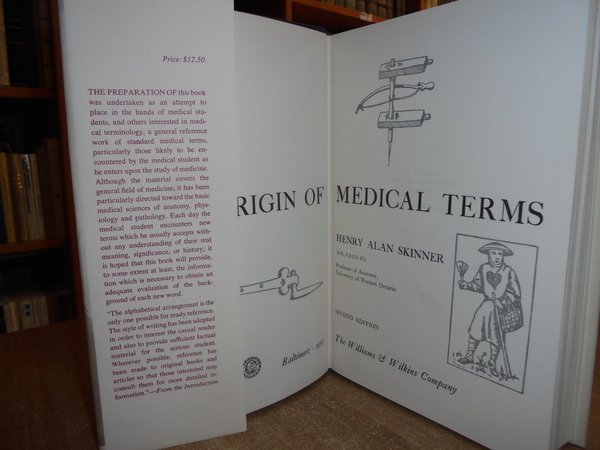 Price: $12.50
THE PREPARATION OF this book
was undertaken as an attempt to
place in the hands of medical stu-
dents, and others interested in medi-
cal terminology, a general reference
work of standard medical terms,
particularly those likely to be en-
countered by the medical student as
he enters upon the study of medicine.
Although the material covers the
general field of medicine, it has been
particularly directed toward the basic
medical sciences of anatomy, phys-
iology and pathology. Each day the
medical student encounters new
terms which he usually accepts with-
out any understanding of their real
meaning, significance, or history; it
is hoped that this book will provide,
to some extent at least, the informa-
tion which is necessary to obtain an
adequate evaluation of the back-
ground of each new word.
"The alphabetical arrangement is the
only one possible for ready reference.
The style of writing has been adopted
in order to interest the casual reader
and also to provide sufficient factual
material for the serious student.
Wherever possible, reference has
been made to original books and
articles so that those interested may
consult them for more detailed in-
formation."—From the Introduction
RIGIN OF MEDICAL TERMS
HENRY ALAN SKINNER
M.B., F.R.C.S. (C.)
Professor of Anatomy,
University of Western Ontario
SECOND EDITION
Baltimore · 1961
The Williams & Wilkins Company